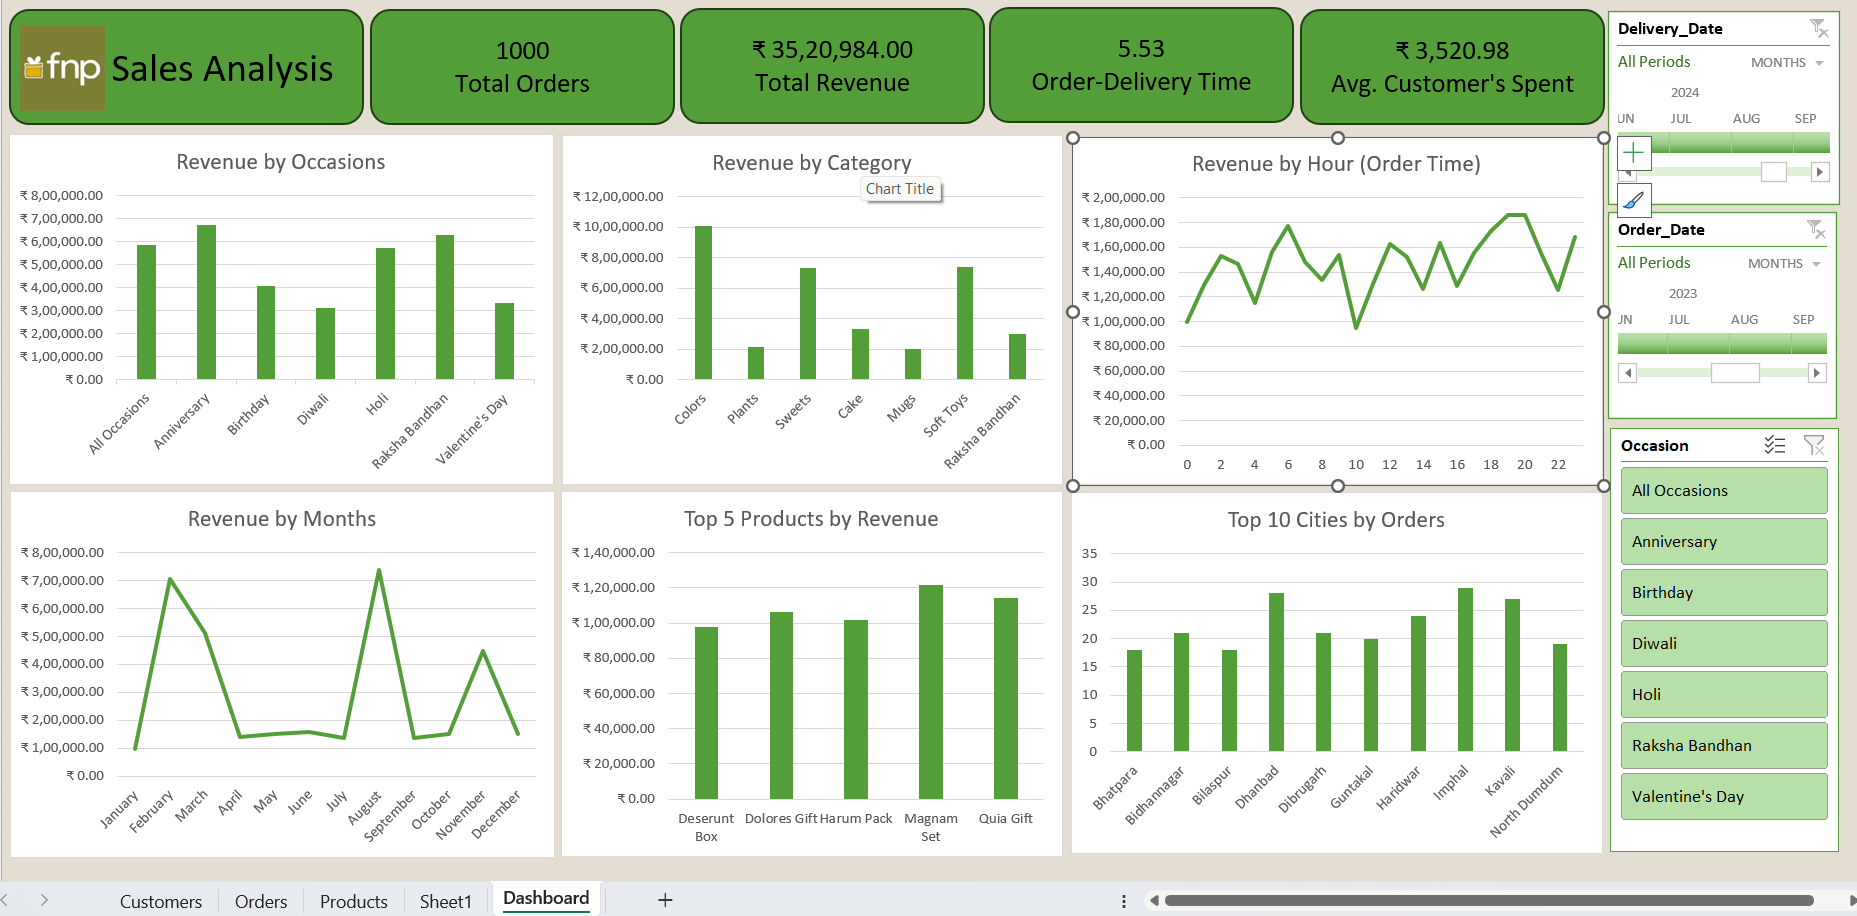 fnp Sales Analysis
1000
Total Orders
₹ 35,20,984.00
Total Revenue
5.53
Order-Delivery Time
₹ 3,520.98
Avg. Customer's Spent
Delivery_Date
All Periods
MONTHS
2024
UN JUL AUG SEP
Order_Date
All Periods
MONTHS
2023
UN JUL AUG SEP
Occasion
All Occasions
Anniversary
Birthday
Diwali
Holi
Raksha Bandhan
Valentine's Day
Revenue by Occasions
₹ 8,00,000.00
₹ 7,00,000.00
₹ 6,00,000.00
₹ 5,00,000.00
₹ 4,00,000.00
₹ 3,00,000.00
₹ 2,00,000.00
₹ 1,00,000.00
₹ 0.00
All Occasions
Anniversary
Birthday
Diwali
Holi
Raksha Bandhan
Valentine's Day
Revenue by Category
Chart Title
₹ 12,00,000.00
₹ 10,00,000.00
₹ 8,00,000.00
₹ 6,00,000.00
₹ 4,00,000.00
₹ 2,00,000.00
₹ 0.00
Colors
Plants
Sweets
Cake
Mugs
Soft Toys
Raksha Bandhan
Revenue by Hour (Order Time)
₹ 2,00,000.00
₹ 1,80,000.00
₹ 1,60,000.00
₹ 1,40,000.00
₹ 1,20,000.00
₹ 1,00,000.00
₹ 80,000.00
₹ 60,000.00
₹ 40,000.00
₹ 20,000.00
₹ 0.00
0 2 4 6 8 10 12 14 16 18 20 22
Revenue by Months
₹ 8,00,000.00
₹ 7,00,000.00
₹ 6,00,000.00
₹ 5,00,000.00
₹ 4,00,000.00
₹ 3,00,000.00
₹ 2,00,000.00
₹ 1,00,000.00
₹ 0.00
January
February
March
April
May
June
July
August
September
October
November
December
Top 5 Products by Revenue
₹ 1,40,000.00
₹ 1,20,000.00
₹ 1,00,000.00
₹ 80,000.00
₹ 60,000.00
₹ 40,000.00
₹ 20,000.00
₹ 0.00
Deserunt
Box
Dolores Gift
Harum Pack
Magnam
Set
Quia Gift
Top 10 Cities by Orders
35
30
25
20
15
10
5
0
Bhatpara
Bidhannagar
Bilaspur
Dhanbad
Dibrugarh
Guntakal
Haridwar
Imphal
Kavali
North Dumdum
Customers Orders Products Sheet1 Dashboard